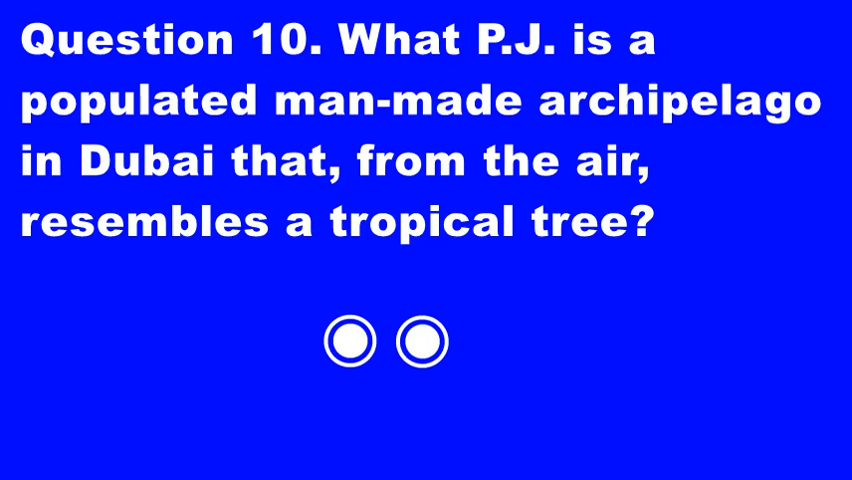 Question 10. What P.J. is a
populated man-made archipelago
in Dubai that, from the air,
resembles a tropical tree?